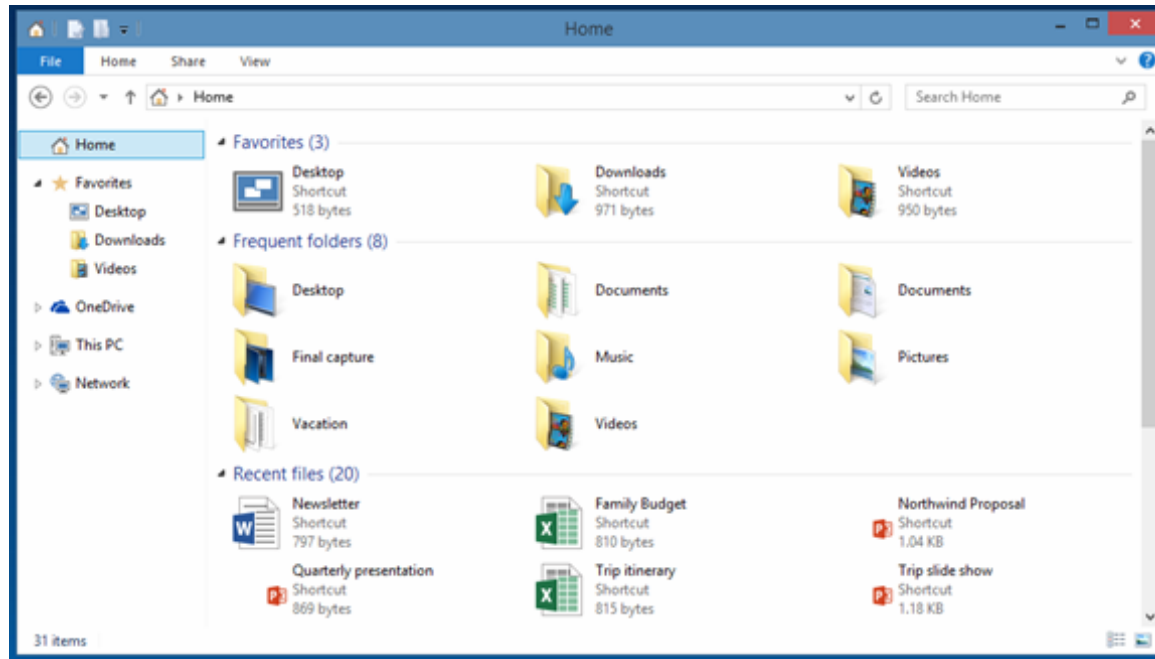 Home
File Home Share View
Home
Search Home
Home
Favorites
Desktop
Downloads
Videos
OneDrive
This PC
Network
Favorites (3)
Desktop
Shortcut
518 bytes
Downloads
Shortcut
971 bytes
Videos
Shortcut
950 bytes
Frequent folders (8)
Desktop
Documents
Documents
Final capture
Music
Pictures
Vacation
Videos
Recent files (20)
Newsletter
Shortcut
797 bytes
Family Budget
Shortcut
810 bytes
Northwind Proposal
Shortcut
1.04 KB
Quarterly presentation
Shortcut
869 bytes
Trip itinerary
Shortcut
815 bytes
Trip slide show
Shortcut
1.18 KB
31 items